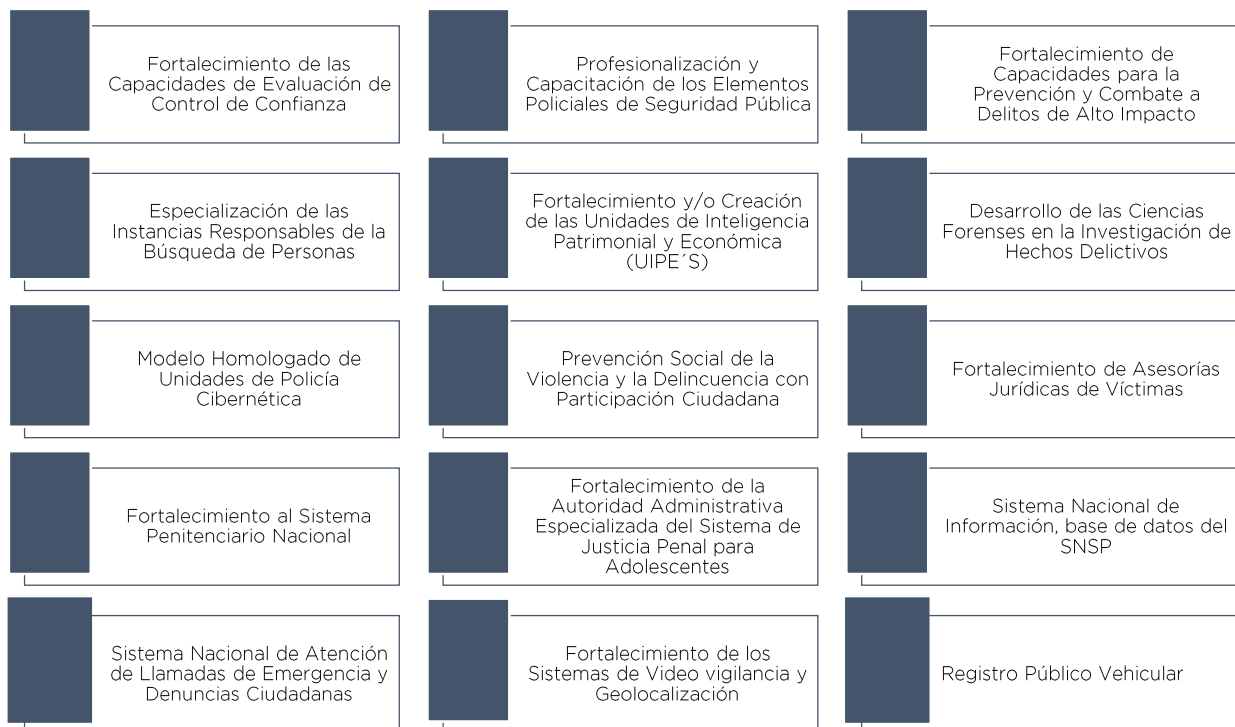 Fortalecimiento de las
Capacidades de Evaluación de
Control de Confianza
Profesionalización y
Capacitación de los Elementos
Policiales de Seguridad Pública
Fortalecimiento de
Capacidades para la
Prevención y Combate a
Delitos de Alto Impacto
Especialización de las
Instancias Responsables de la
Búsqueda de Personas
Fortalecimiento y/o Creación
de las Unidades de Inteligencia
Patrimonial y Económica
(UIPE´S)
Desarrollo de las Ciencias
Forenses en la Investigación de
Hechos Delictivos
Modelo Homologado de
Unidades de Policía
Cibernética
Prevención Social de la
Violencia y la Delincuencia con
Participación Ciudadana
Fortalecimiento de Asesorías
Jurídicas de Víctimas
Fortalecimiento al Sistema
Penitenciario Nacional
Fortalecimiento de la
Autoridad Administrativa
Especializada del Sistema de
Justicia Penal para
Adolescentes
Sistema Nacional de
Información, base de datos del
SNSP
Sistema Nacional de Atención
de Llamadas de Emergencia y
Denuncias Ciudadanas
Fortalecimiento de los
Sistemas de Video vigilancia y
Geolocalización
Registro Público Vehicular